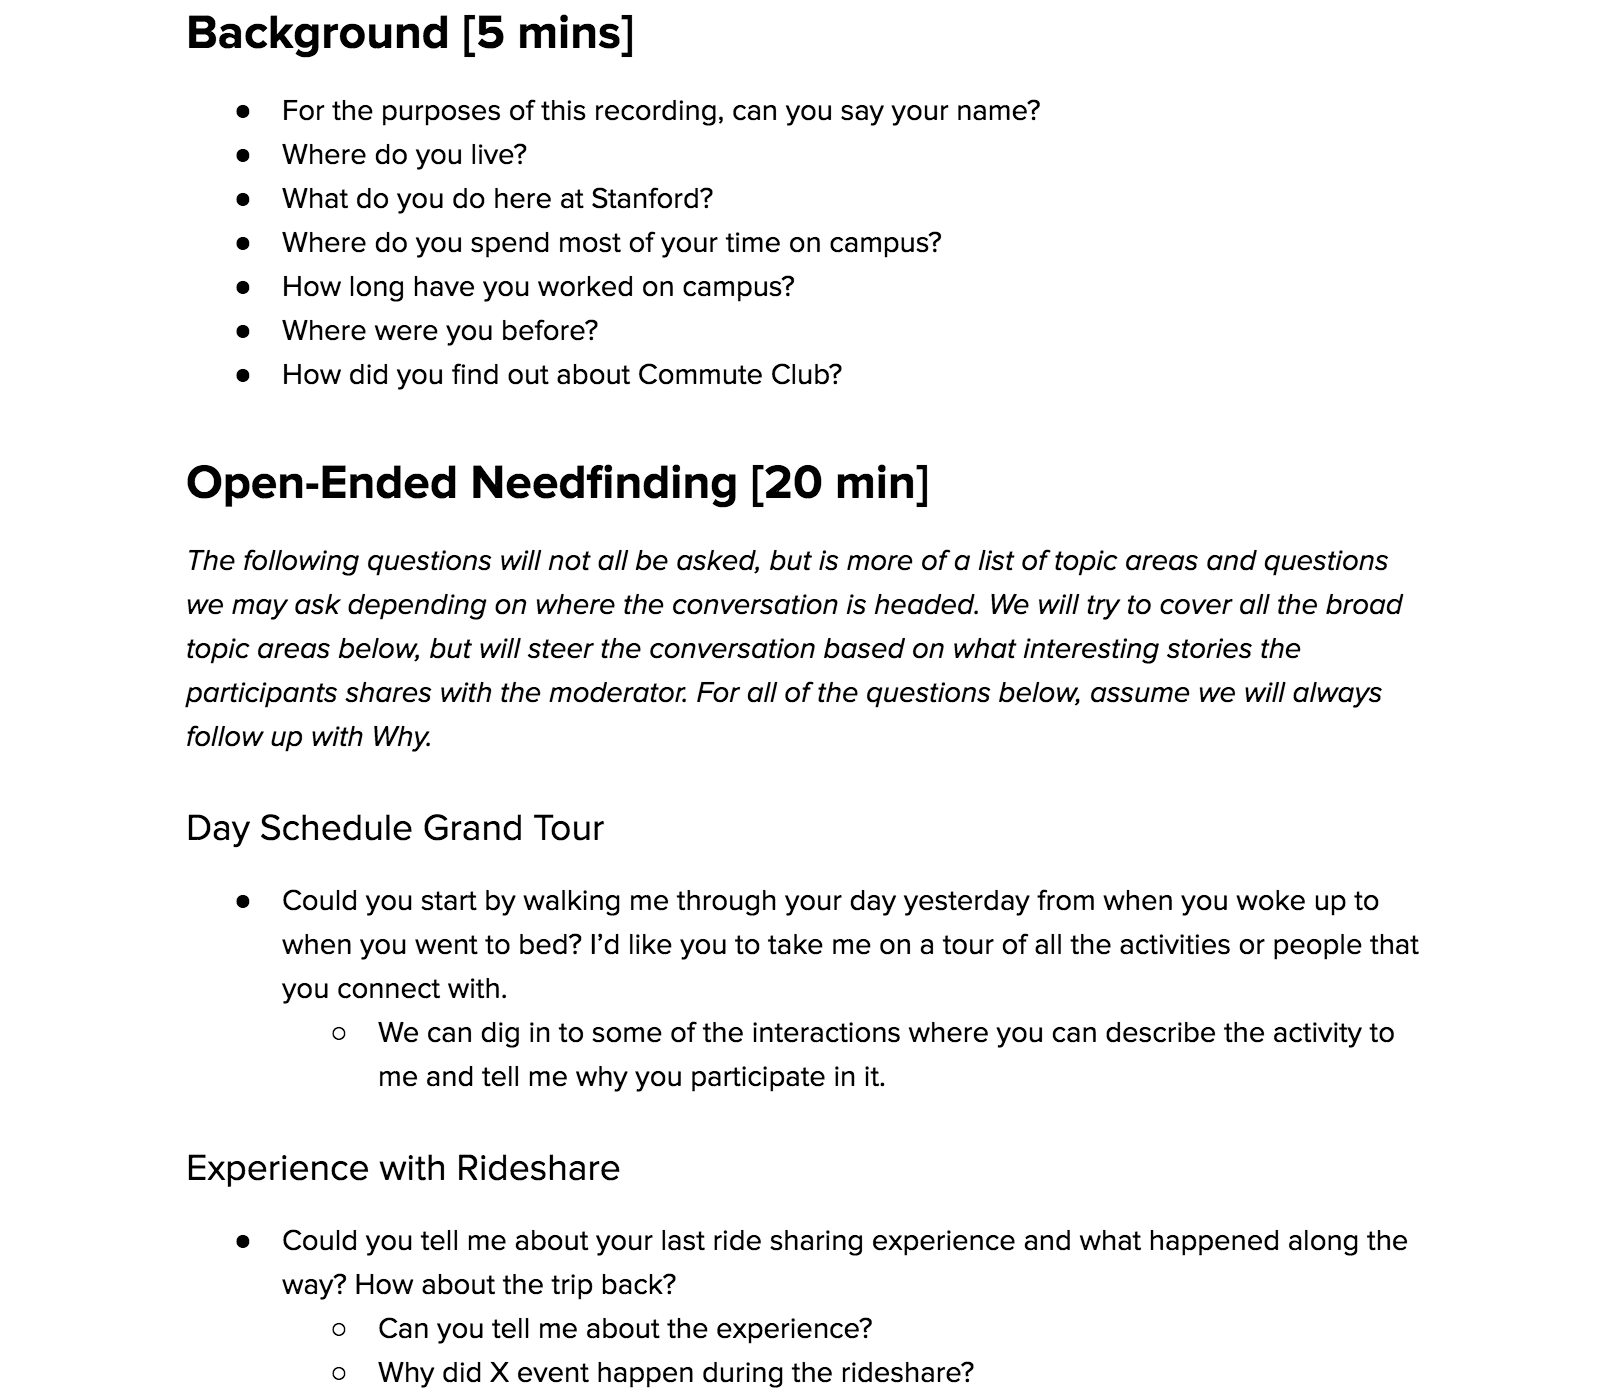 Background [5 mins]
● For the purposes of this recording, can you say your name?
● Where do you live?
● What do you do here at Stanford?
● Where do you spend most of your time on campus?
● How long have you worked on campus?
● Where were you before?
● How did you find out about Commute Club?
Open-Ended Needfinding [20 min]
The following questions will not all be asked, but is more of a list of topic areas and questions
we may ask depending on where the conversation is headed. We will try to cover all the broad
topic areas below, but will steer the conversation based on what interesting stories the
participants shares with the moderator. For all of the questions below, assume we will always
follow up with Why.
Day Schedule Grand Tour
● Could you start by walking me through your day yesterday from when you woke up to
when you went to bed? I’d like you to take me on a tour of all the activities or people that
you connect with.
○ We can dig in to some of the interactions where you can describe the activity to
me and tell me why you participate in it.
Experience with Rideshare
● Could you tell me about your last ride sharing experience and what happened along the
way? How about the trip back?
○ Can you tell me about the experience?
○ Why did X event happen during the rideshare?